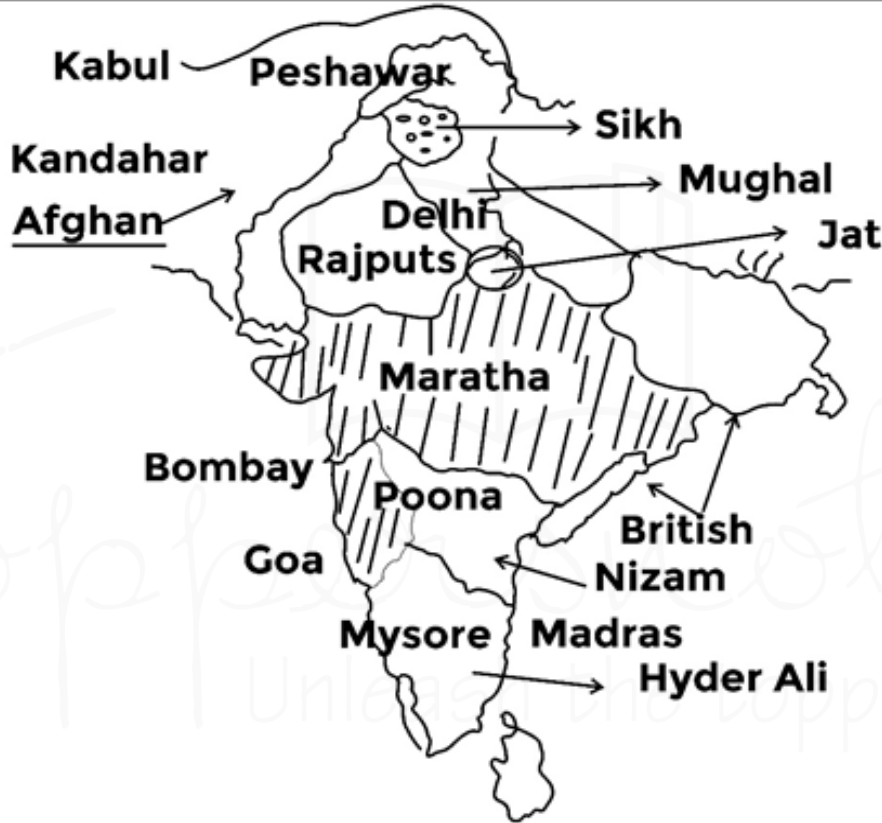 Kabul
Peshawar
Sikh
Kandahar
Mughal
Afghan
Delhi
Jat
Rajputs
Maratha
Bombay
Poona
British
Goa
Nizam
Mysore
Madras
Hyder Ali